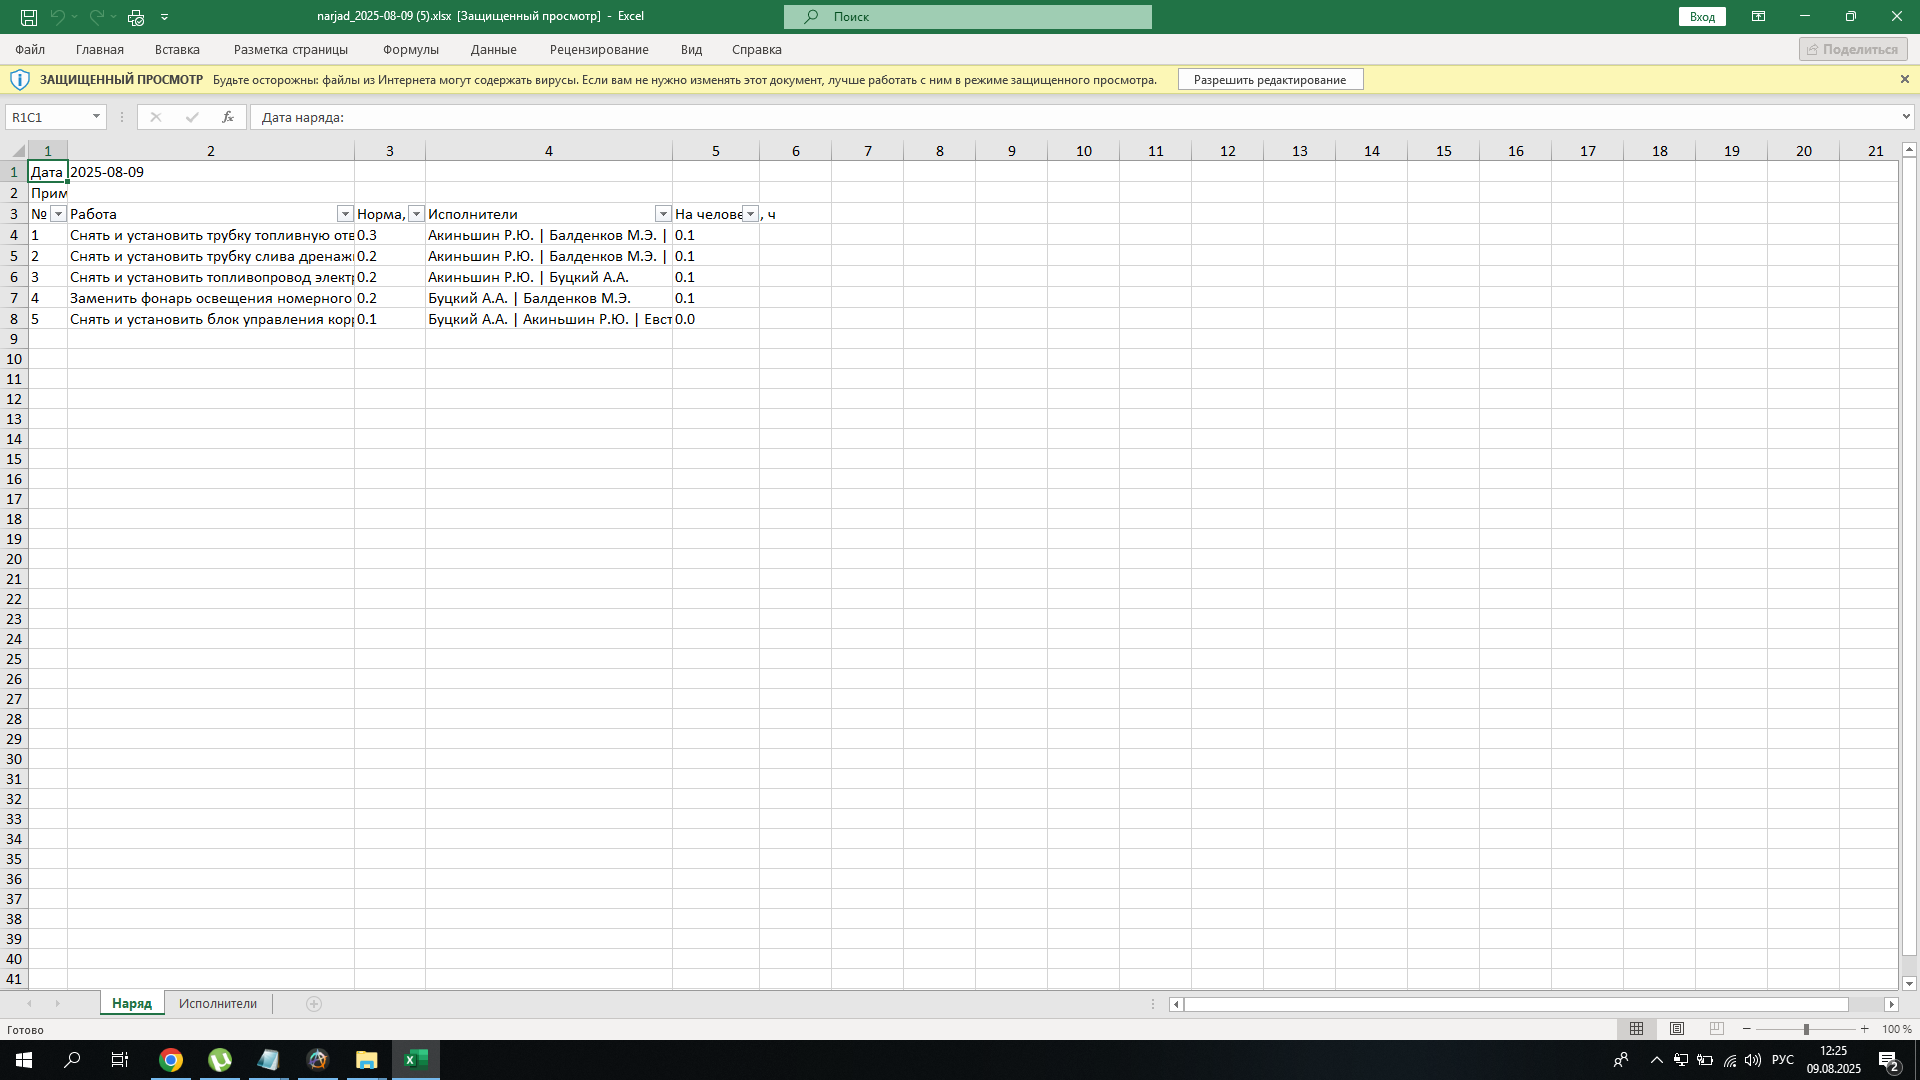 narjad_2025-08-09 (5).xlsx [Защищенный просмотр] - Excel
Поиск
Вход
Файл Главная Вставка Разметка страницы Формулы Данные Рецензирование Вид Справка Поделиться
ЗАЩИЩЕННЫЙ ПРОСМОТР Будьте осторожны: файлы из Интернета могут содержать вирусы. Если вам не нужно изменять этот документ, лучше работать с ним в режиме защищенного просмотра. Разрешить редактирование
R1C1 fx Дата наряда:
1 2 3 4 5 6 7 8 9 10 11 12 13 14 15 16 17 18 19 20 21
1 Дата 2025-08-09
2 Прим
3 № Работа Норма, Исполнители На челове , ч
4 1 Снять и установить трубку топливную отв 0.3 Акиньшин Р.Ю. | Балденков М.Э. | 0.1
5 2 Снять и установить трубку слива дренаж 0.2 Акиньшин Р.Ю. | Балденков М.Э. | 0.1
6 3 Снять и установить топливопровод элект 0.2 Акиньшин Р.Ю. | Буцкий А.А. 0.1
7 4 Заменить фонарь освещения номерного 0.2 Буцкий А.А. | Балденков М.Э. 0.1
8 5 Снять и установить блок управления корр 0.1 Буцкий А.А. | Акиньшин Р.Ю. | Евст 0.0
9
10
11
12
13
14
15
16
17
18
19
20
21
22
23
24
25
26
27
28
29
30
31
32
33
34
35
36
37
38
39
40
41
Наряд Исполнители
Готово 100 %
РУС 12:25
09.08.2025
2